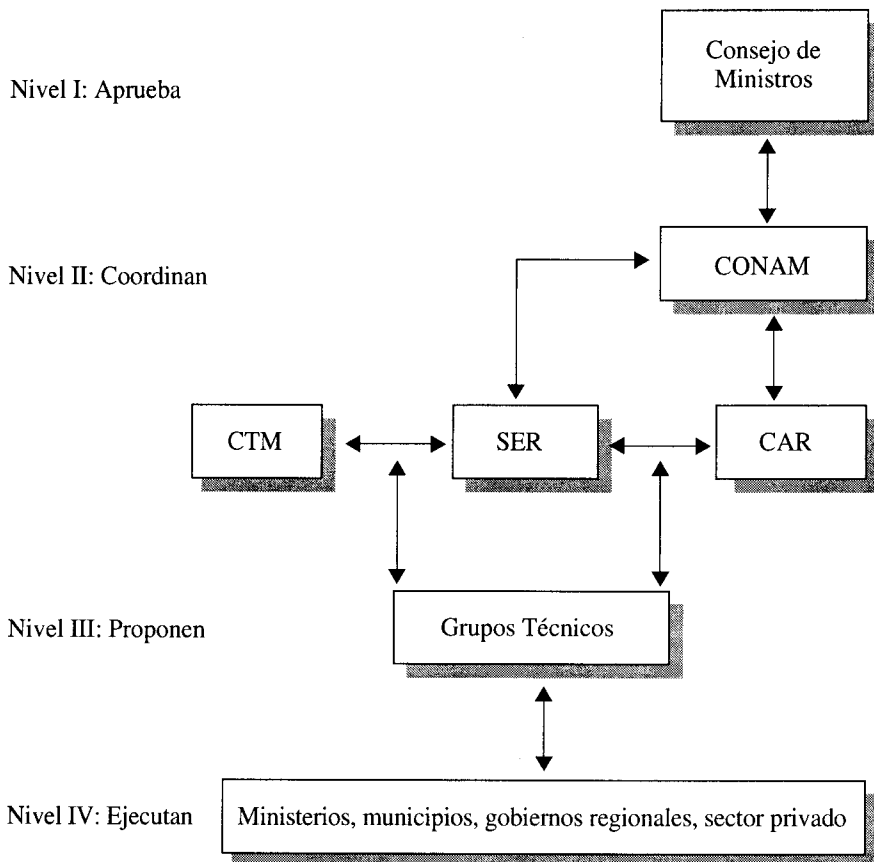 Consejo de
Ministros
Nivel I: Aprueba
Nivel II: Coordinan
CONAM
CTM
SER
CAR
Nivel III: Proponen
Grupos Técnicos
Nivel IV: Ejecutan
Ministerios, municipios, gobiernos regionales, sector privado